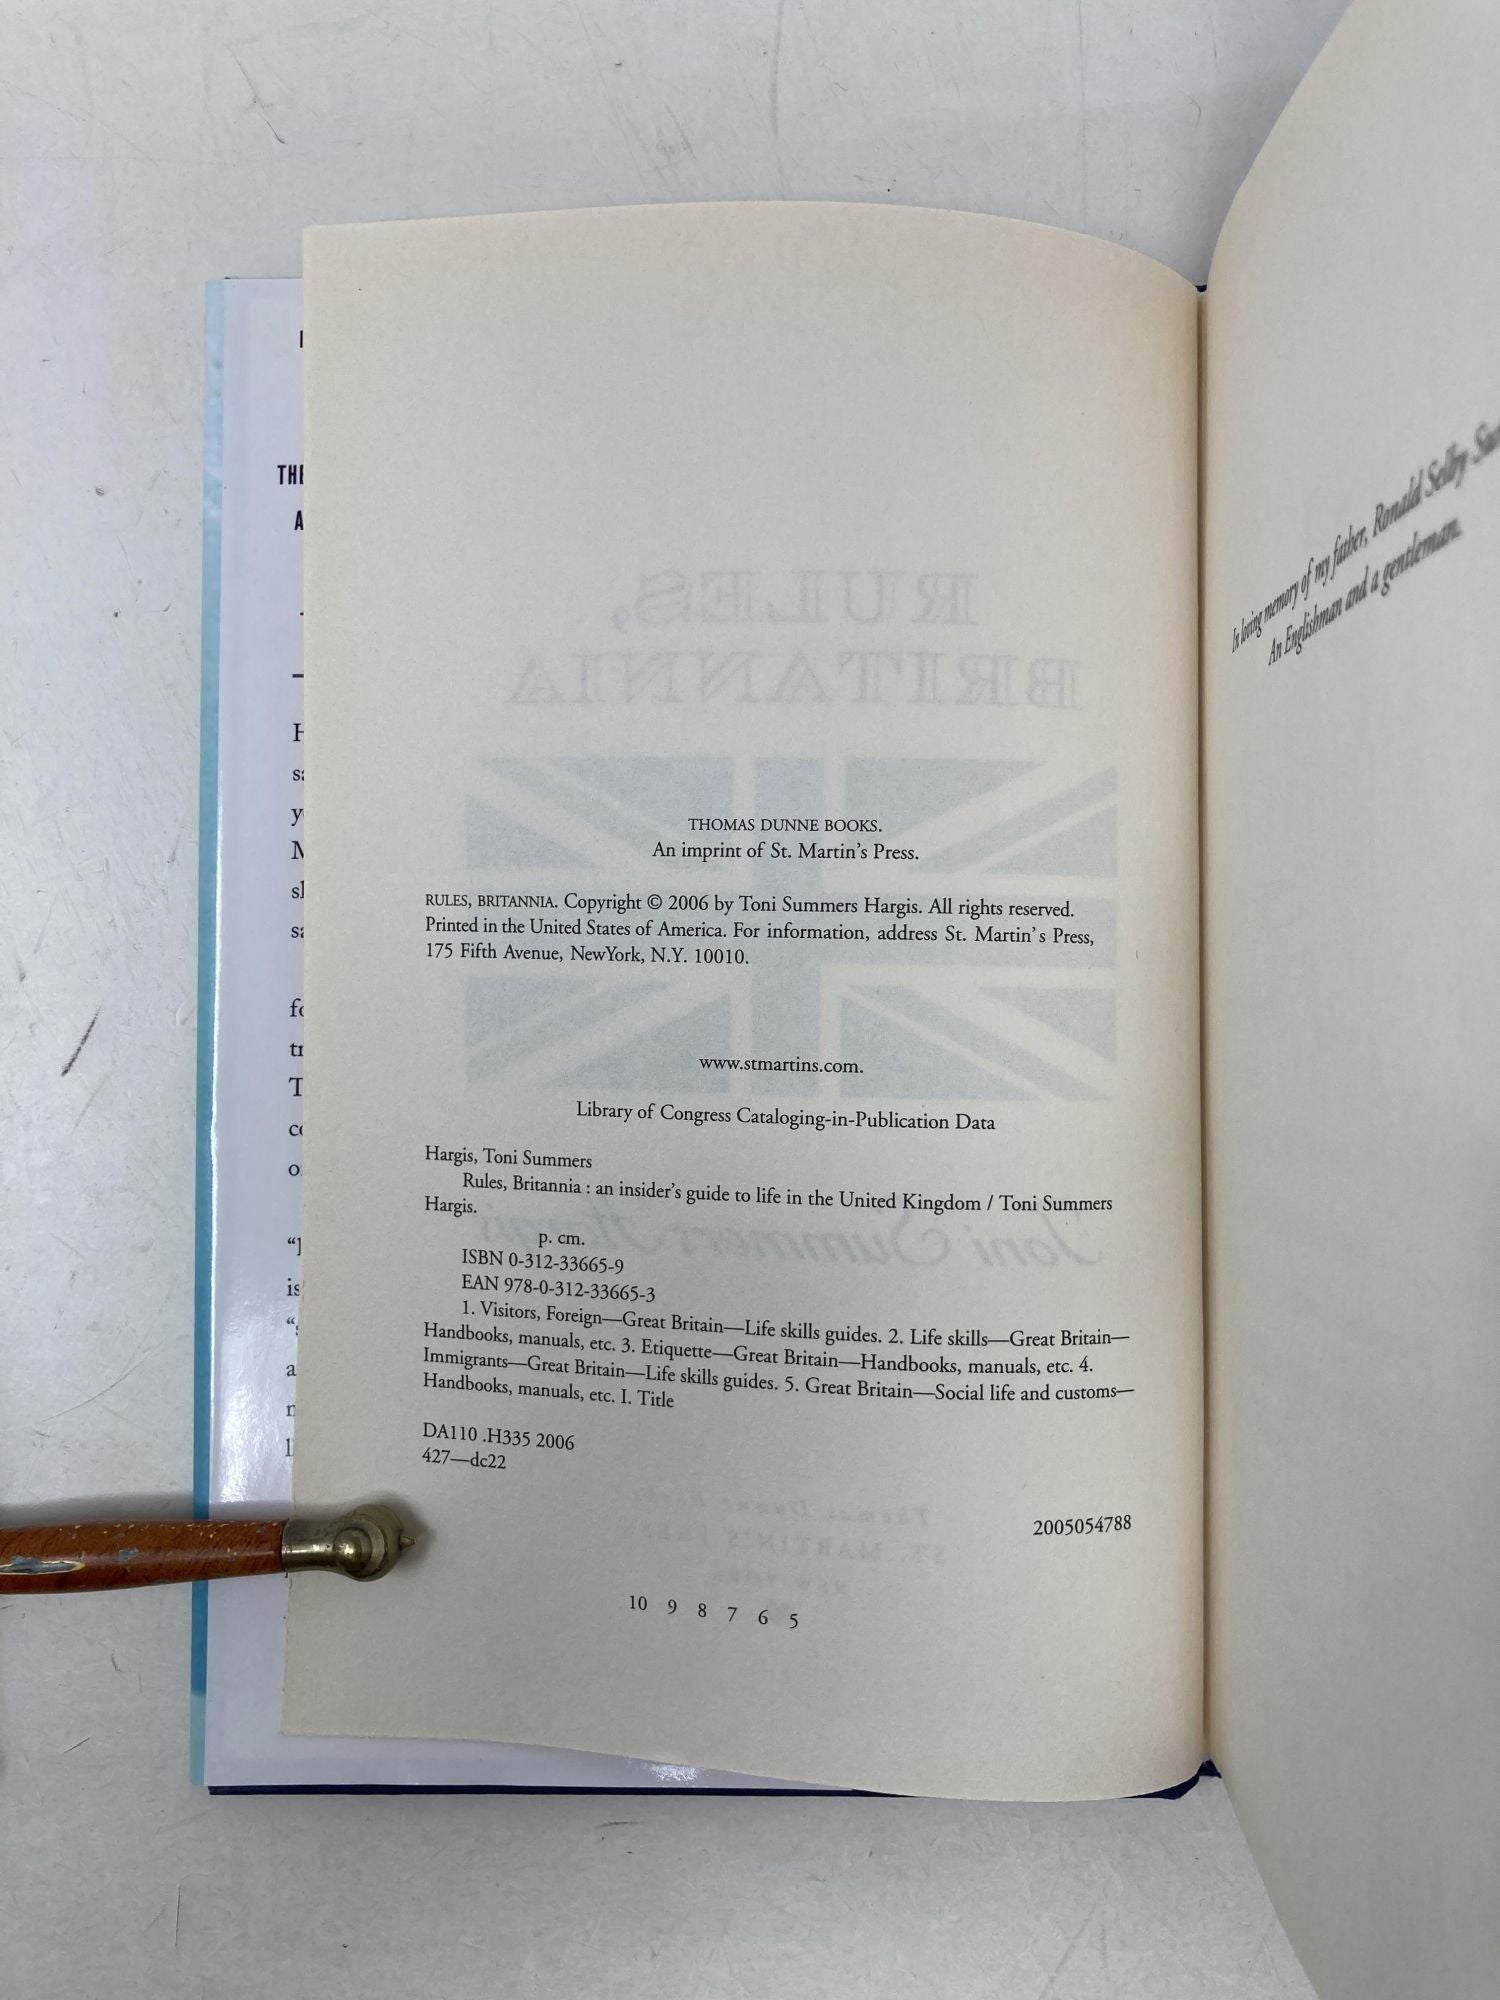 THE
A
THOMAS DUNNE BOOKS.
An imprint of St. Martin's Press.
RULES, BRITANNIA. Copyright © 2006 by Toni Summers Hargis. All rights reserved.
Printed in the United States of America. For information, address St. Martin's Press,
175 Fifth Avenue, NewYork, N.Y. 10010.
www.stmartins.com.
Library of Congress Cataloging-in-Publication Data
Hargis, Toni Summers
Rules, Britannia : an insider's guide to life in the United Kingdom / Toni Summers
Hargis.
p. cm.
ISBN 0-312-33665-9
EAN 978-0-312-33665-3
1. Visitors, Foreign—Great Britain—Life skills guides. 2. Life skills—Great Britain—
Handbooks, manuals, etc. 3. Etiquette—Great Britain—Handbooks, manuals, etc. 4.
Immigrants—Great Britain—Life skills guides. 5. Great Britain—Social life and customs—
Handbooks, manuals, etc. I. Title
DA110 .H335 2006
427—dc22
2005054788
10 9 8 7 6 5
In loving memory of my father, Ronald Selby
An Englishman and a gentleman.